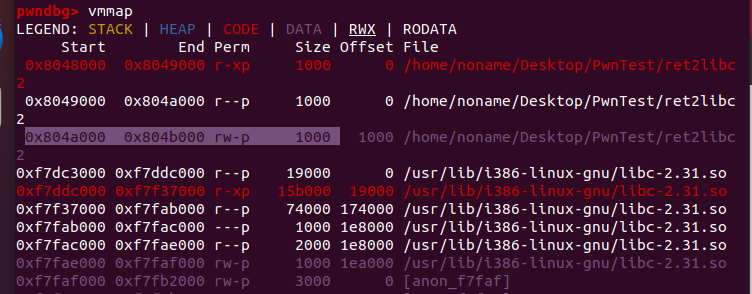 pwndbg> vmmap
LEGEND: STACK | HEAP | CODE | DATA | RWX | RODATA
Start End Perm Size Offset File
0x8048000 0x8049000 r-xp 1000 0 /home/noname/Desktop/PwnTest/ret2libc
2
0x8049000 0x804a000 r--p 1000 0 /home/noname/Desktop/PwnTest/ret2libc
2
0x804a000 0x804b000 rw-p 1000 1000 /home/noname/Desktop/PwnTest/ret2libc
2
0xf7dc3000 0xf7ddc000 r--p 19000 0 /usr/lib/i386-linux-gnu/libc-2.31.so
0xf7ddc000 0xf7f37000 r-xp 15b000 19000 /usr/lib/i386-linux-gnu/libc-2.31.so
0xf7f37000 0xf7fab000 r--p 74000 174000 /usr/lib/i386-linux-gnu/libc-2.31.so
0xf7fab000 0xf7fac000 ---p 1000 1e8000 /usr/lib/i386-linux-gnu/libc-2.31.so
0xf7fac000 0xf7fae000 r--p 2000 1e8000 /usr/lib/i386-linux-gnu/libc-2.31.so
0xf7fae000 0xf7faf000 rw-p 1000 1ea000 /usr/lib/i386-linux-gnu/libc-2.31.so
0xf7faf000 0xf7fb2000 rw-p 3000 0 [anon_f7faf]